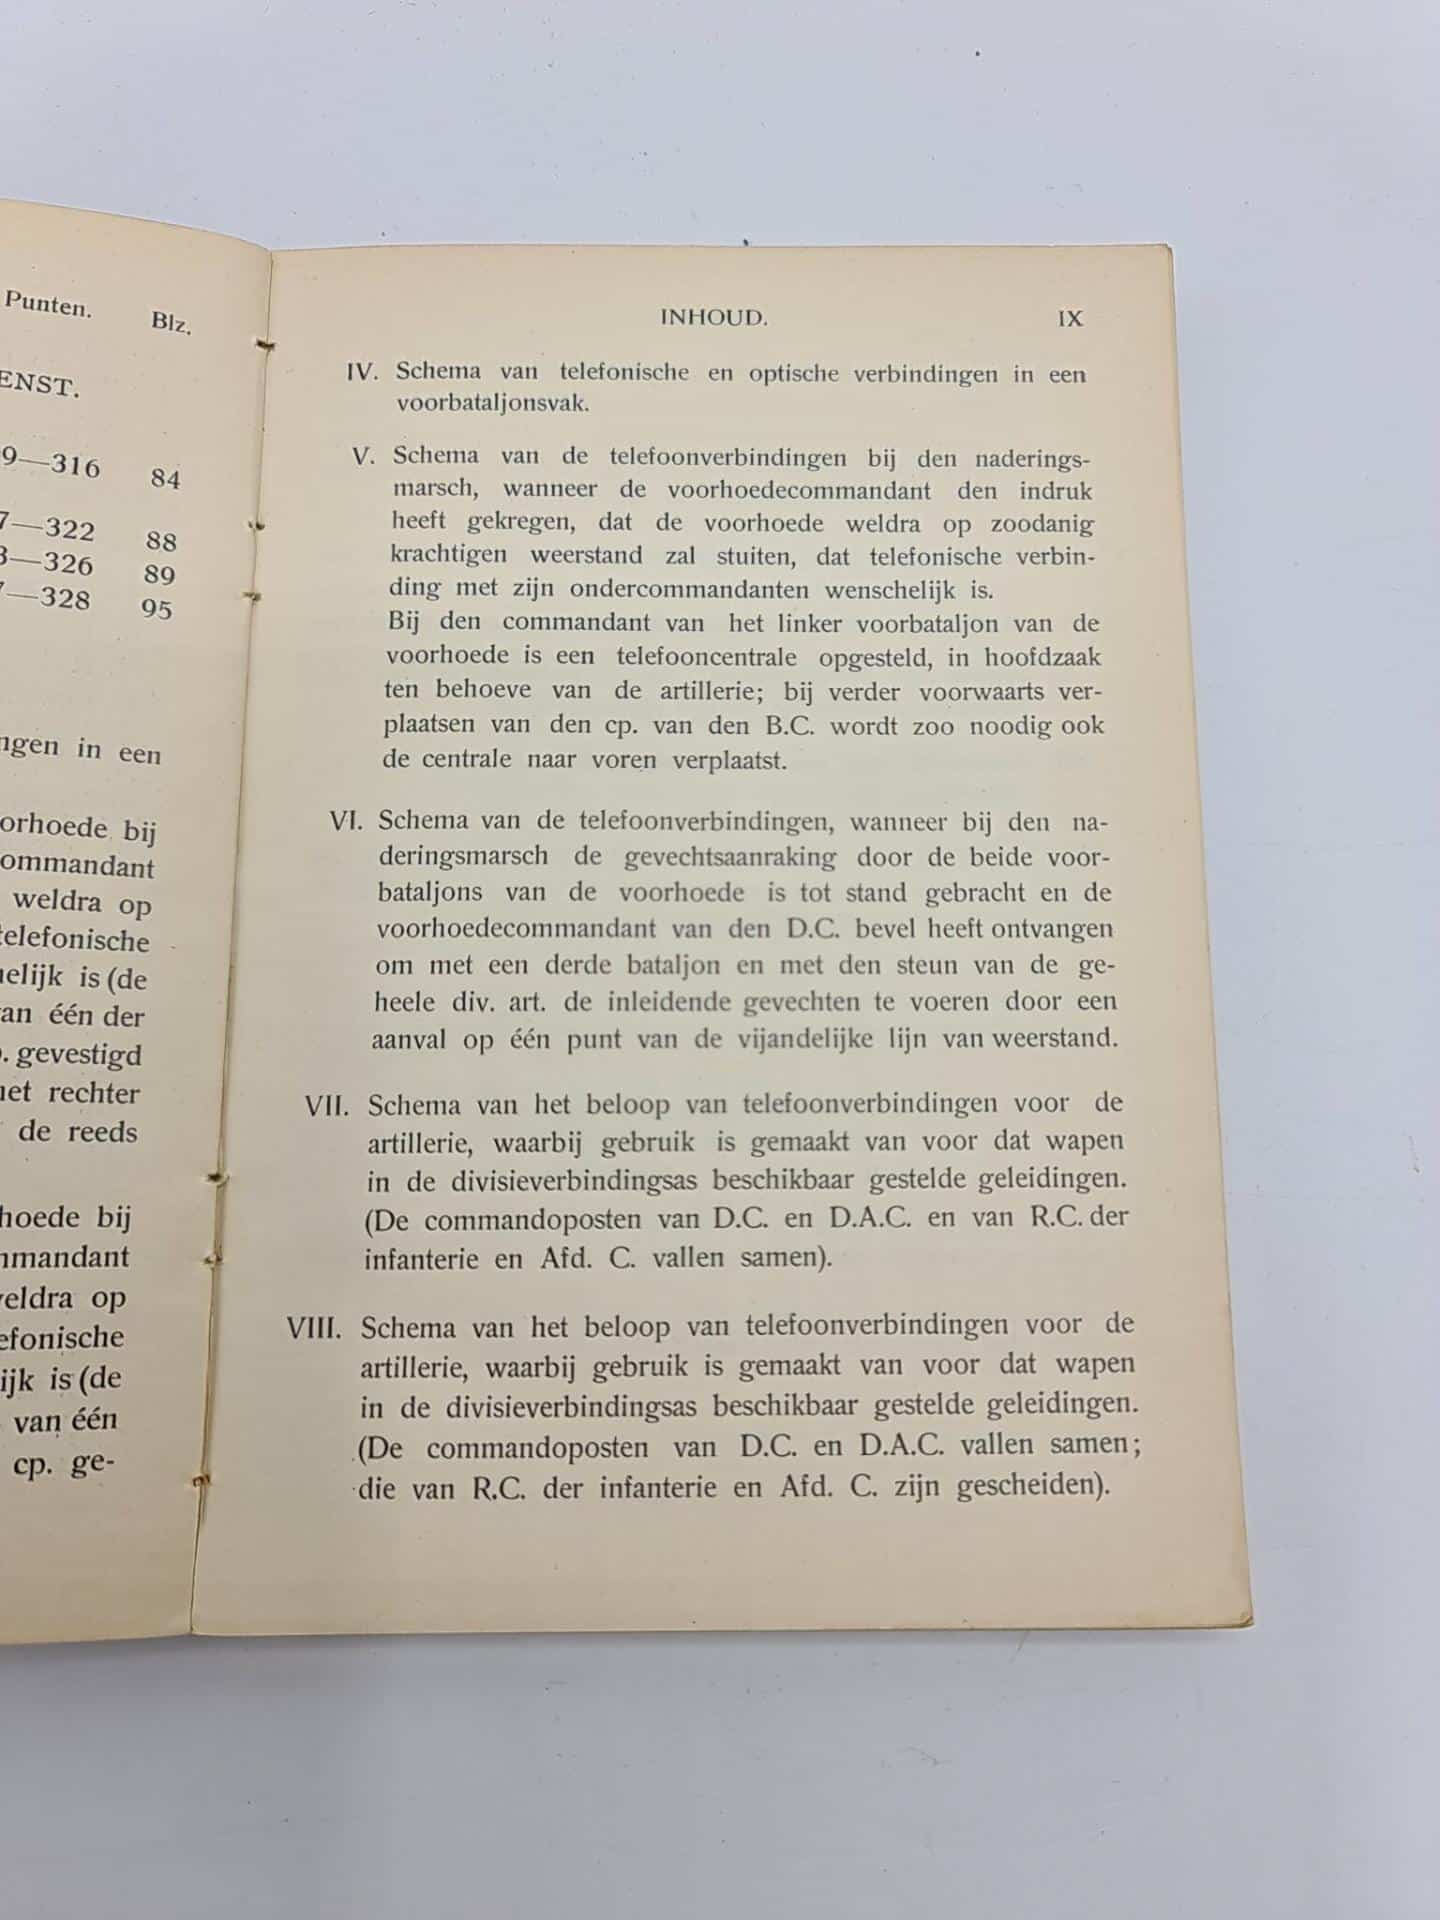 Punten. Blz.
ENST.
9—316 84
7—322 88
3—326 89
7—328 95
ngen in een
orhoede bij
ommandant
weldra op
telefonische
nelijk is (de
van één der
o. gevestigd
net rechter
de reeds
hoede bij
mmandant
veldra op
efonische
ijk is (de
van één
cp. ge-
INHOUD. IX
IV. Schema van telefonische en optische verbindingen in een
voorbataljonsvak.
V. Schema van de telefoonverbindingen bij den naderings-
marsch, wanneer de voorhoedecommandant den indruk
heeft gekregen, dat de voorhoede weldra op zoodanig
krachtigen weerstand zal stuiten, dat telefonische verbin-
ding met zijn ondercommandanten wenschelijk is.
Bij den commandant van het linker voorbataljon van de
voorhoede is een telefooncentrale opgesteld, in hoofdzaak
ten behoeve van de artillerie; bij verder voorwaarts ver-
plaatsen van den cp. van den B.C. wordt zoo noodig ook
de centrale naar voren verplaatst.
VI. Schema van de telefoonverbindingen, wanneer bij den na-
deringsmarsch de gevechtsaanraking door de beide voor-
bataljons van de voorhoede is tot stand gebracht en de
voorhoedecommandant van den D.C. bevel heeft ontvangen
om met een derde bataljon en met den steun van de ge-
heele div. art. de inleidende gevechten te voeren door een
aanval op één punt van de vijandelijke lijn van weerstand.
VII. Schema van het beloop van telefoonverbindingen voor de
artillerie, waarbij gebruik is gemaakt van voor dat wapen
in de divisieverbindingsas beschikbaar gestelde geleidingen.
(De commandoposten van D.C. en D.A.C. en van R.C. der
infanterie en Afd. C. vallen samen).
VIII. Schema van het beloop van telefoonverbindingen voor de
artillerie, waarbij gebruik is gemaakt van voor dat wapen
in de divisieverbindingsas beschikbaar gestelde geleidingen.
(De commandoposten van D.C. en D.A.C. vallen samen;
die van R.C. der infanterie en Afd. C. zijn gescheiden).